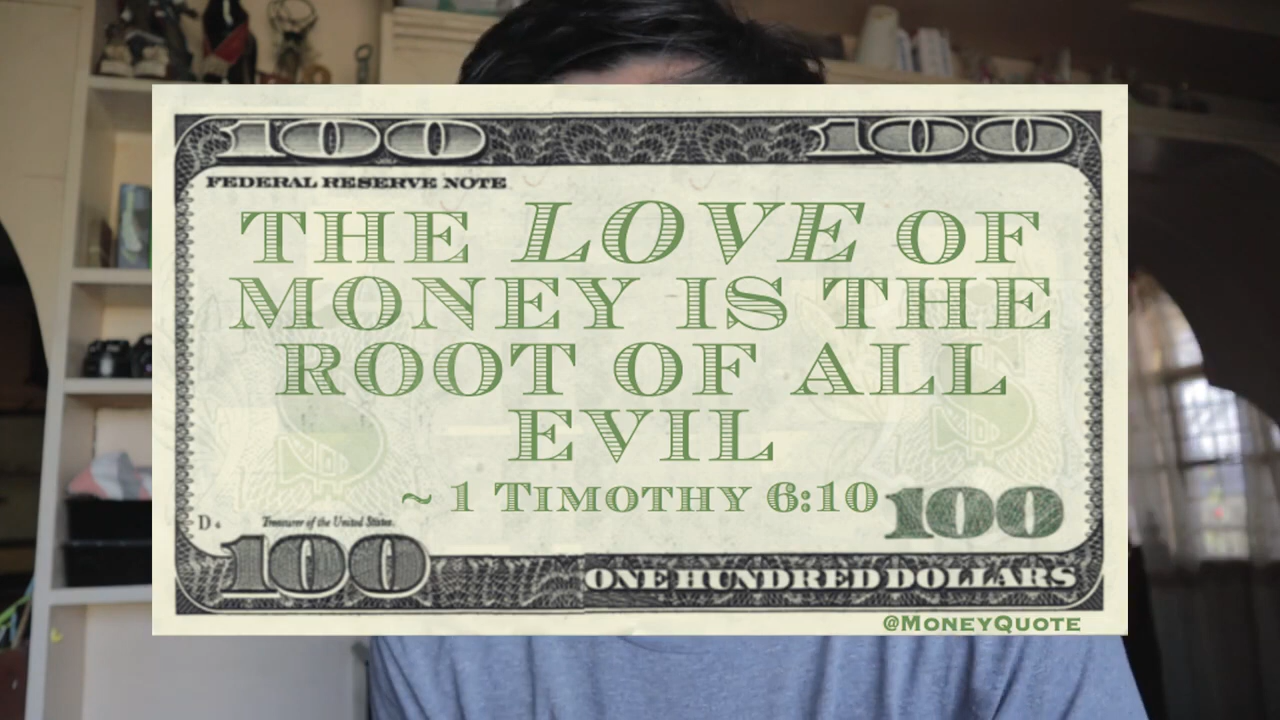 100 100
FEDERAL RESERVE NOTE
THE LOVE OF
MONEY IS THE
ROOT OF ALL
EVIL
~ 1 TIMOTHY 6:10 100
D 4 Treasurer of the United States.
100 ONE HUNDRED DOLLARS
@MONEYQUOTE